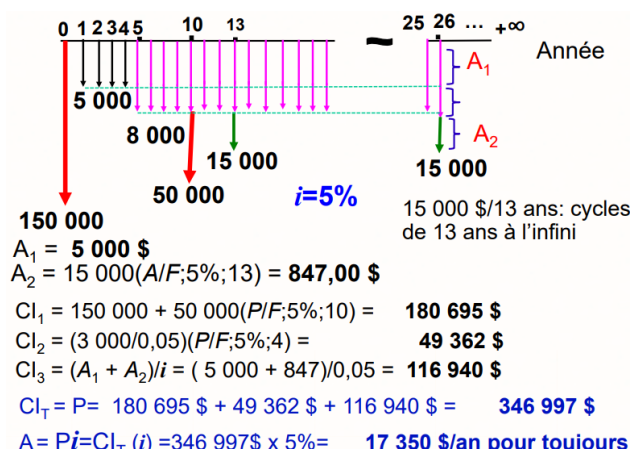 0 1 2 3 4 5 10 13 25 26 ... +∞
Année
A₁
5 000
8 000
A₂
15 000
15 000
50 000
i=5%
150 000
15 000 $/13 ans: cycles
de 13 ans à l'infini
A₁ = 5 000 $
A₂ = 15 000(A/F;5%;13) = 847,00 $
CI₁ = 150 000 + 50 000(P/F;5%;10) = 180 695 $
CI₂ = (3 000/0,05)(P/F;5%;4) = 49 362 $
CI₃ = (A₁ + A₂)/i = ( 5 000 + 847)/0,05 = 116 940 $
CI_T = P= 180 695 $ + 49 362 $ + 116 940 $ = 346 997 $
A= Pi=CI_T (i) =346 997$ x 5%= 17 350 $/an pour toujours